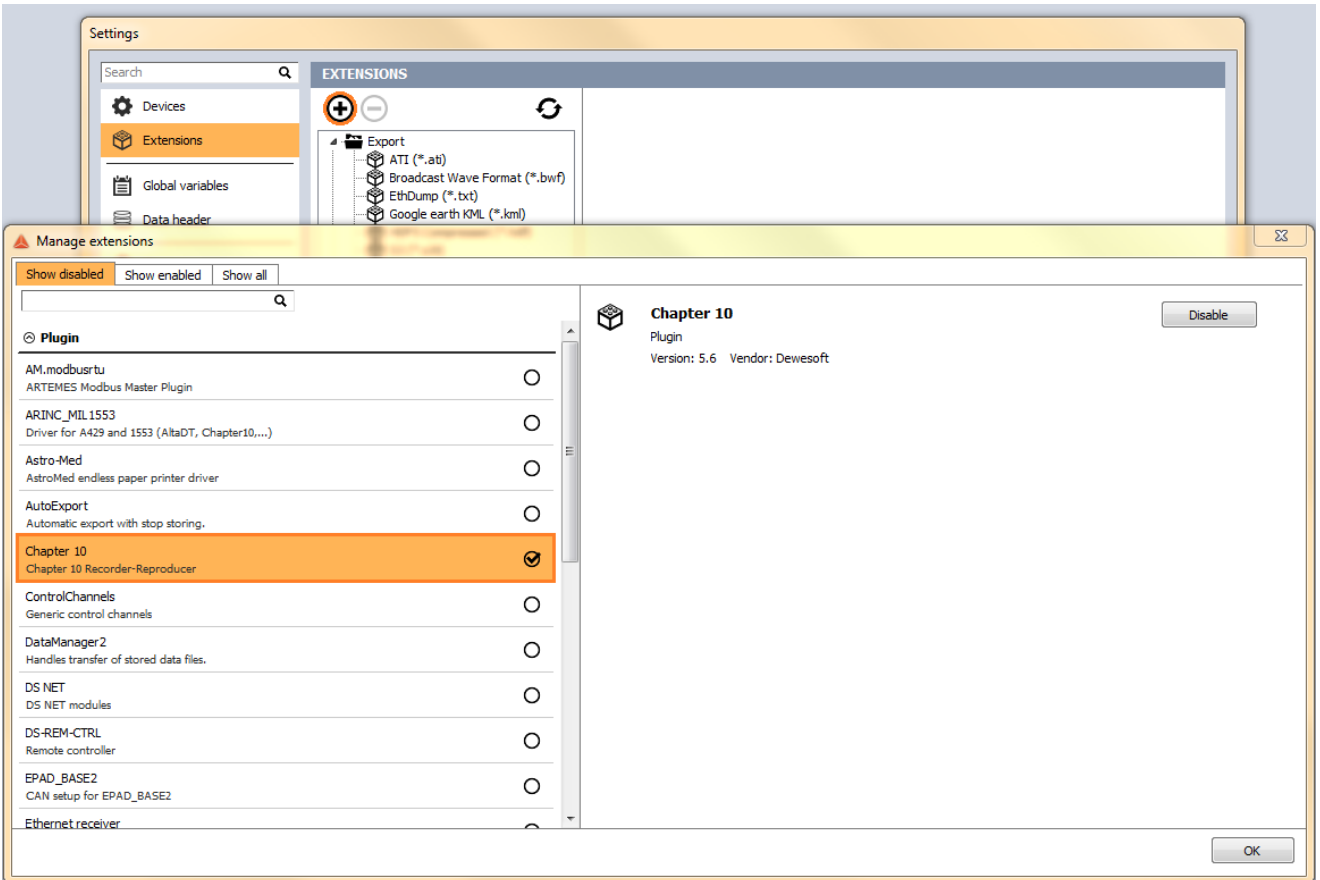 Settings
Search
EXTENSIONS
Devices
Extensions
Global variables
Data header
Export
ATI (*.ati)
Broadcast Wave Format (*.bwf)
EthDump (*.txt)
Google earth KML (*.kml)
Manage extensions
Show disabled Show enabled Show all
Plugin
AM.modbusrtu
ARTEMES Modbus Master Plugin
ARINC_MIL1553
Driver for A429 and 1553 (AltaDT, Chapter10,...)
Astro-Med
AstroMed endless paper printer driver
AutoExport
Automatic export with stop storing.
Chapter 10
Chapter 10 Recorder-Reproducer
ControlChannels
Generic control channels
DataManager2
Handles transfer of stored data files.
DS NET
DS NET modules
DS-REM-CTRL
Remote controller
EPAD_BASE2
CAN setup for EPAD_BASE2
Ethernet receiver
Chapter 10
Disable
Plugin
Version: 5.6 Vendor: Dewesoft
OK